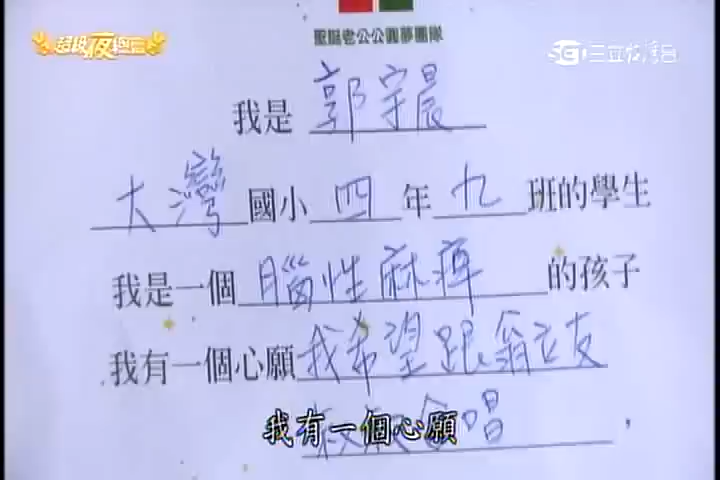 超級夜總會
SET 三立台灣台
聖誕老公公圓夢團隊
我是 郭宇晨
大灣 國小 四 年 九 班的學生
我是一個 腦性麻痺 的孩子
我有一個心願 我希望跟翁立友
合唱,
我有一個心願